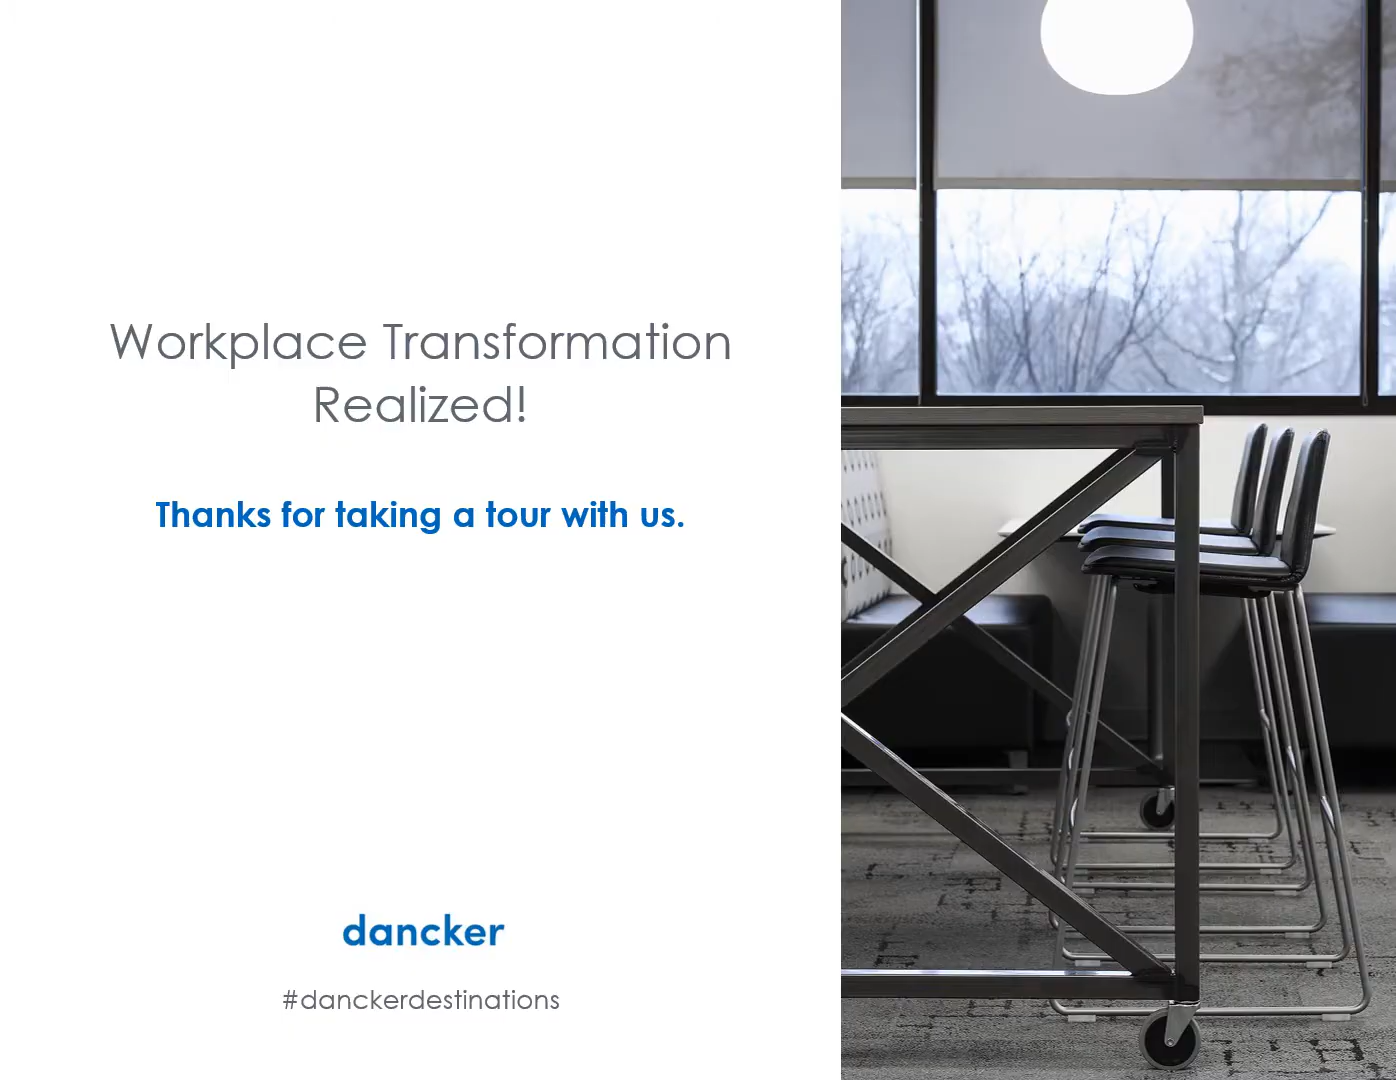 Workplace Transformation
Realized!
Thanks for taking a tour with us.
dancker
#danckerdestinations